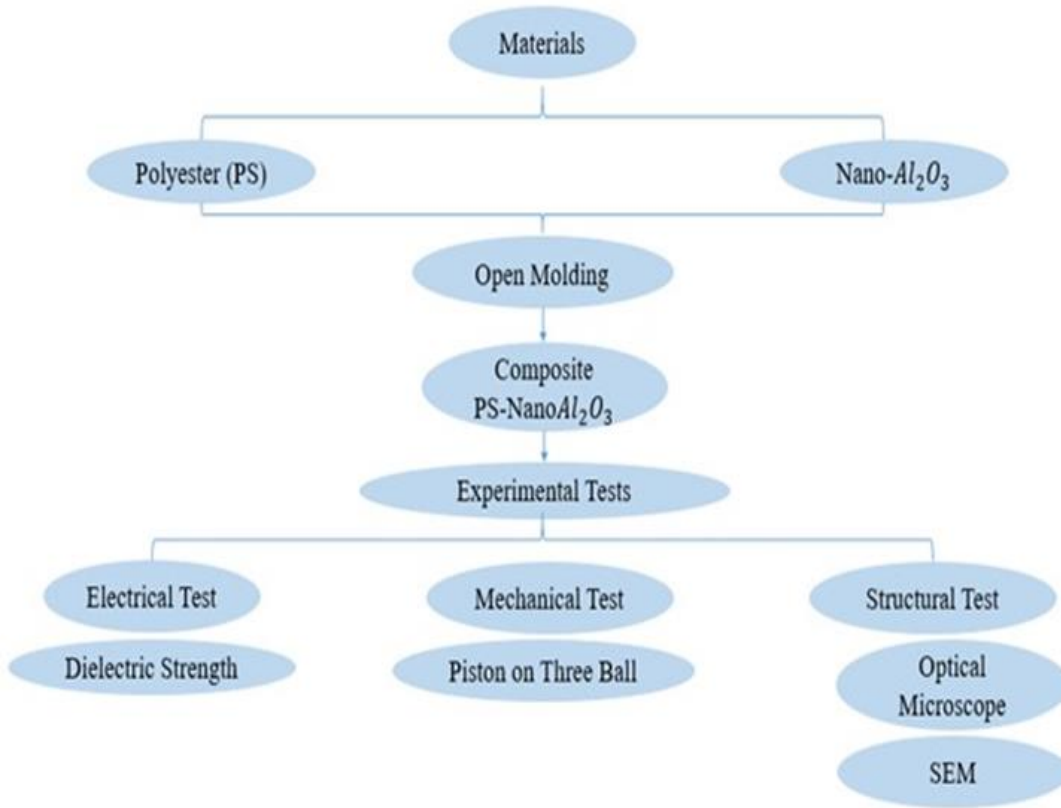 Materials
Polyester (PS)
Nano-Al₂O₃
Open Molding
Composite
PS-NanoAl₂O₃
Experimental Tests
Electrical Test
Mechanical Test
Structural Test
Dielectric Strength
Piston on Three Ball
Optical
Microscope
SEM